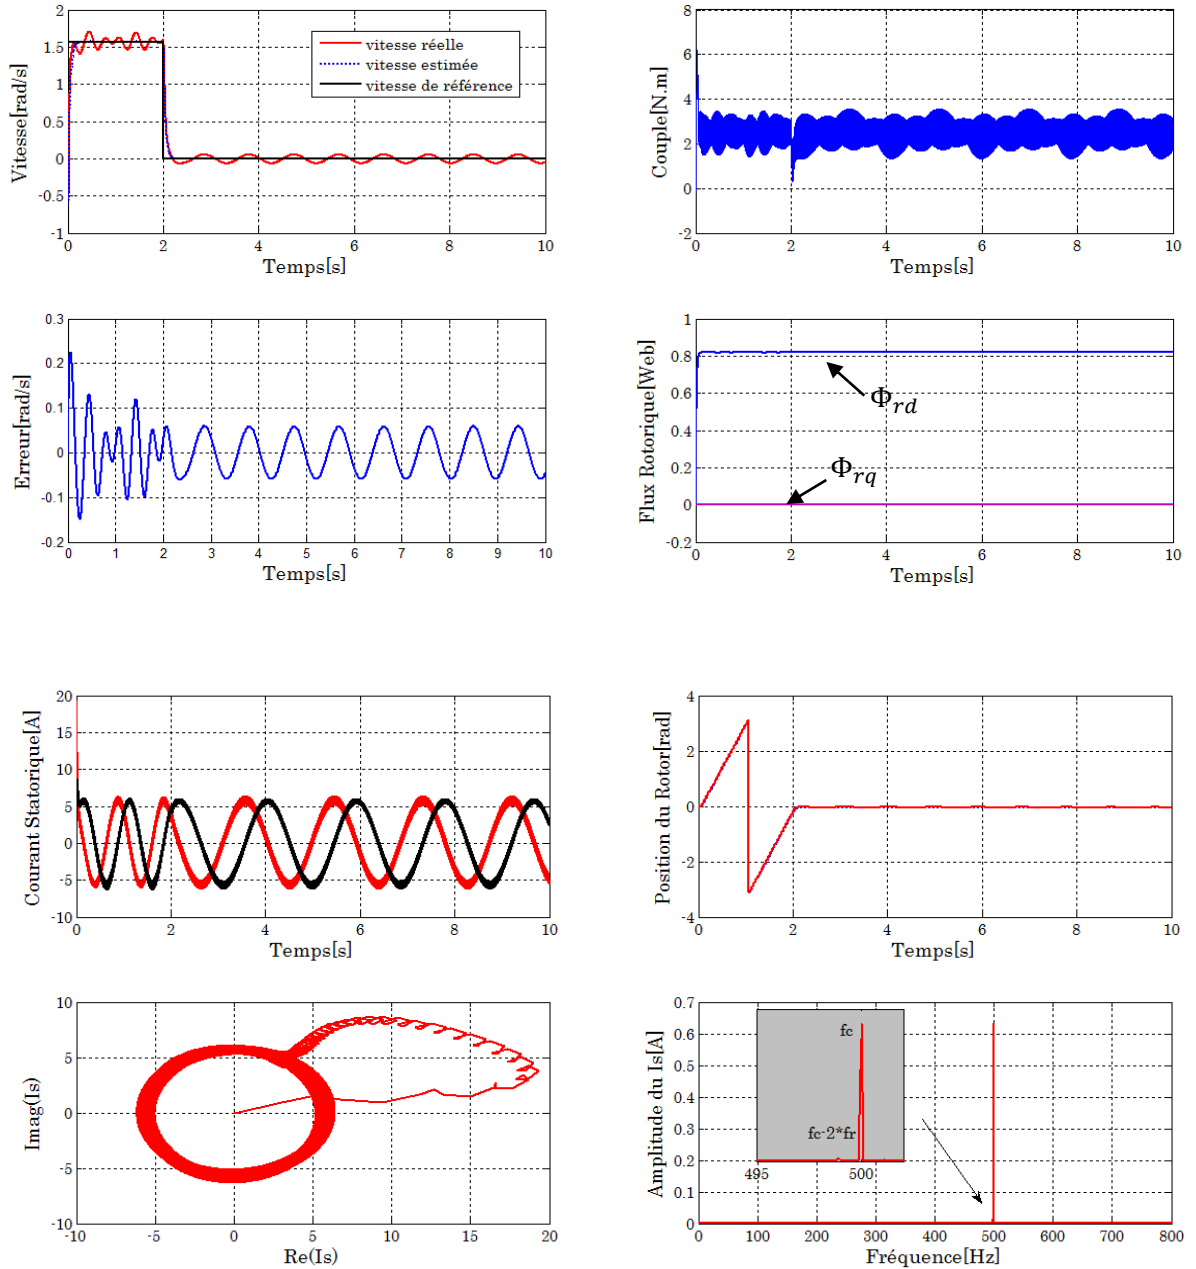 2
1.5
1
0.5
0
-0.5
-1
0 2 4 6 8 10
Vitesse[rad/s]
Temps[s]
vitesse réelle
vitesse estimée
vitesse de référence
8
6
4
2
0
-2
0 2 4 6 8 10
Couple[N.m]
Temps[s]
0.3
0.2
0.1
0
-0.1
-0.2
0 1 2 3 4 5 6 7 8 9 10
Erreur[rad/s]
Temps[s]
1
0.8
0.6
0.4
0.2
0
-0.2
0 2 4 6 8 10
Flux Rotorique[Web]
Temps[s]
Φrd
Φrq
20
15
10
5
0
-5
-10
0 2 4 6 8 10
Courant Statorique[A]
Temps[s]
4
2
0
-2
-4
0 2 4 6 8 10
Position du Rotor[rad]
Temps[s]
10
5
0
-5
-10
-10 -5 0 5 10 15 20
Imag(Is)
Re(Is)
0.7
0.6
0.5
0.4
0.3
0.2
0.1
0
0 100 200 300 400 500 600 700 800
Amplitude du Is[A]
Fréquence[Hz]
fc
fc-2*fr
495 500